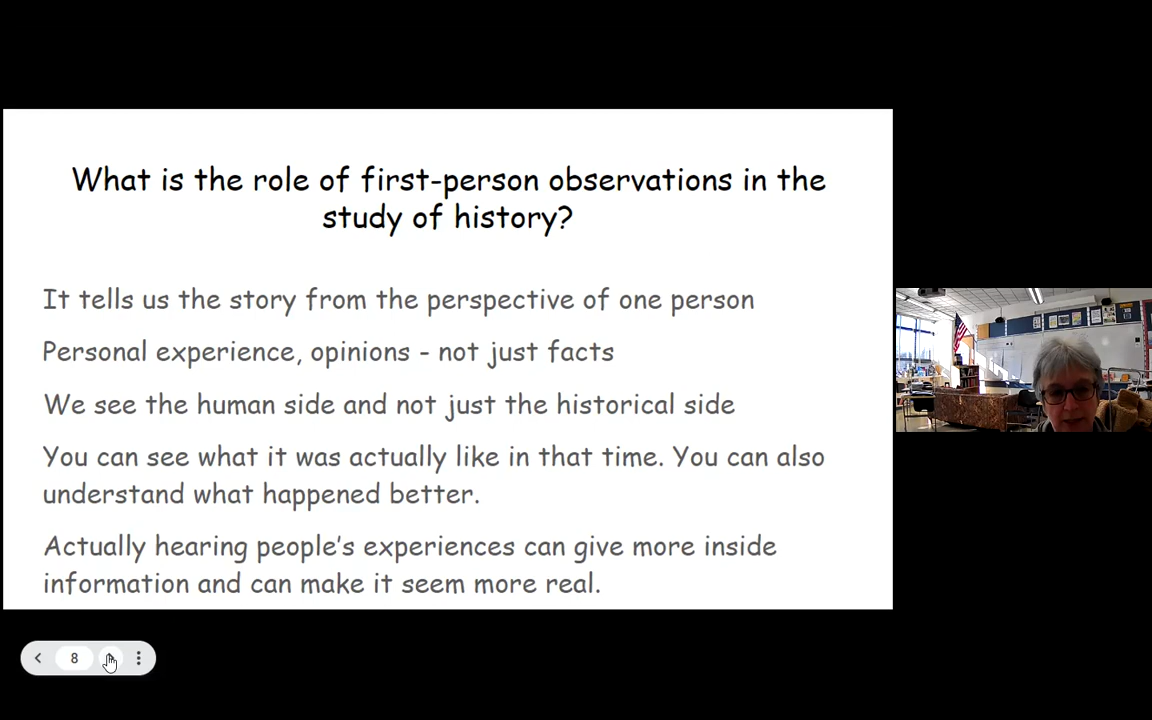 What is the role of first-person observations in the
study of history?
It tells us the story from the perspective of one person
Personal experience, opinions - not just facts
We see the human side and not just the historical side
You can see what it was actually like in that time. You can also
understand what happened better.
Actually hearing people's experiences can give more inside
information and can make it seem more real.
8